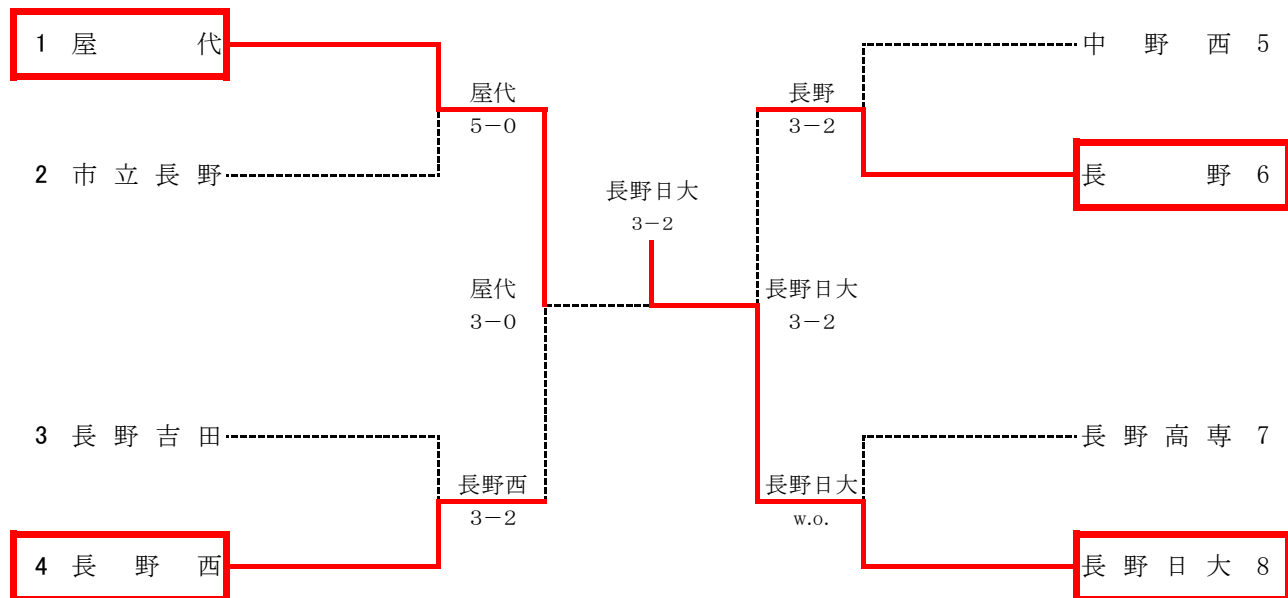 1 屋代
中野西 5
屋代
5-0
長野
3-2
2 市立長野
長野 6
長野日大
3-2
屋代
3-0
長野日大
3-2
3 長野吉田
長野高専 7
長野西
3-2
長野日大
w.o.
4 長野西
長野日大 8